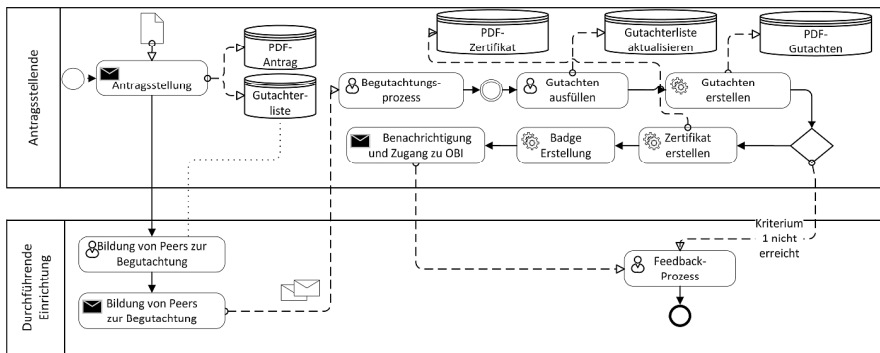 Antragsstellende
PDF-
Antrag
Antragsstellung
Gutachter-
liste
PDF-
Zertifikat
Gutachterliste
aktualisieren
PDF-
Gutachten
Begutachtungs-
prozess
Gutachten
ausfüllen
Gutachten
erstellen
Benachrichtigung
und Zugang zu OBI
Badge
Erstellung
Zertifikat
erstellen
Durchführende
Einrichtung
Bildung von Peers zur
Begutachtung
Bildung von Peers
zur Begutachtung
Kriterium
1 nicht
erreicht
Feedback-
Prozess